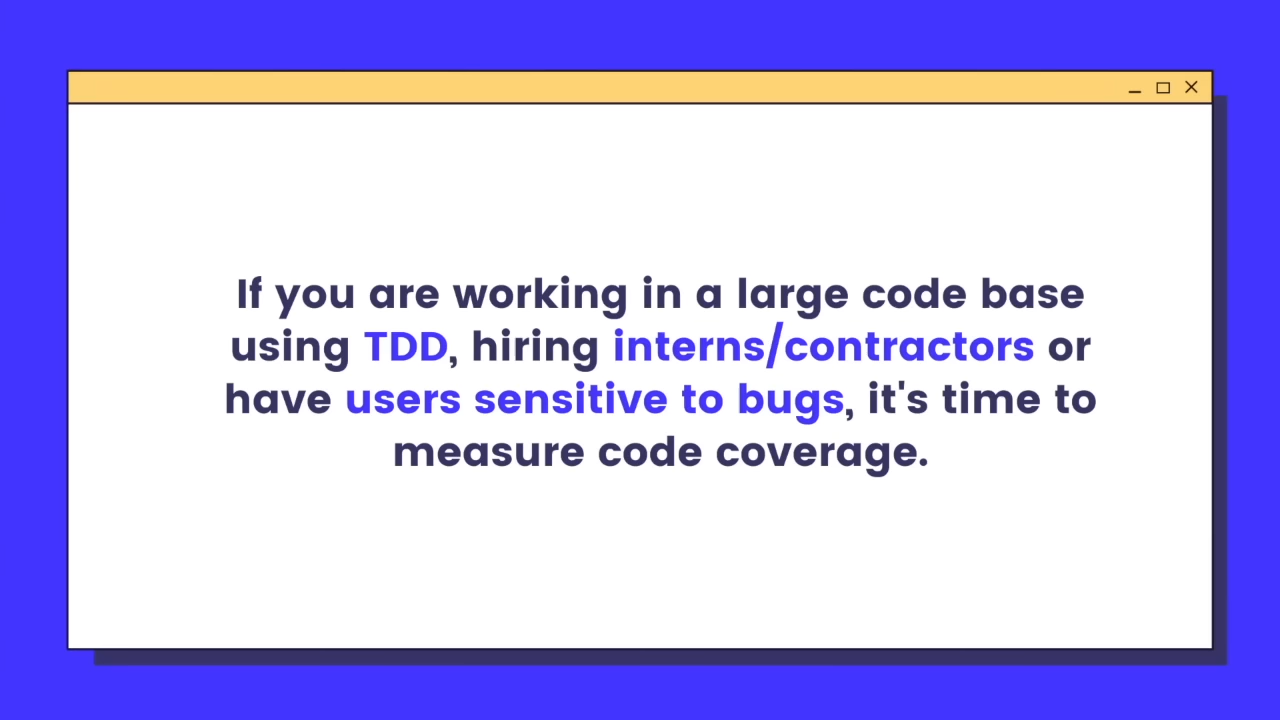 If you are working in a large code base
using TDD, hiring interns/contractors or
have users sensitive to bugs, it's time to
measure code coverage.